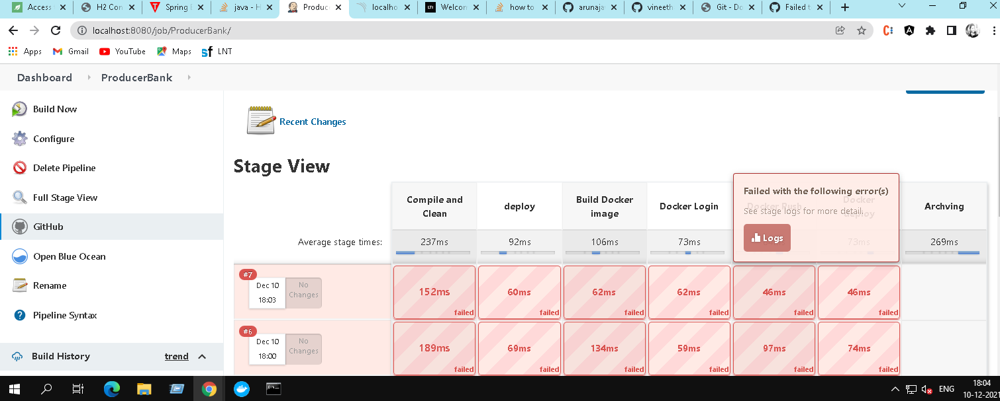 Access
H2 Con
Spring
java - H
Produc
localho
LTI
Welcon
how to
arunaja
vineeth
Git - Do
Failed t
localhost:8080/job/ProducerBank/
Apps
Gmail
YouTube
Maps
LNT
Dashboard
ProducerBank
Build Now
Configure
Delete Pipeline
Full Stage View
GitHub
Open Blue Ocean
Rename
Pipeline Syntax
Build History
trend
Recent Changes
Stage View
Compile and
Clean
deploy
Build Docker
image
Docker Login
Docker Push
Docker
deploy
Archving
Failed with the following error(s)
See stage logs for more detail.
Logs
Average stage times:
237ms
92ms
106ms
73ms
73ms
269ms
#7
Dec 10
18:03
No
Changes
152ms
failed
60ms
failed
62ms
failed
62ms
failed
46ms
failed
46ms
failed
#6
Dec 10
18:00
No
Changes
189ms
failed
69ms
failed
134ms
failed
59ms
failed
97ms
failed
74ms
failed
ENG
18:04
10-12-2021